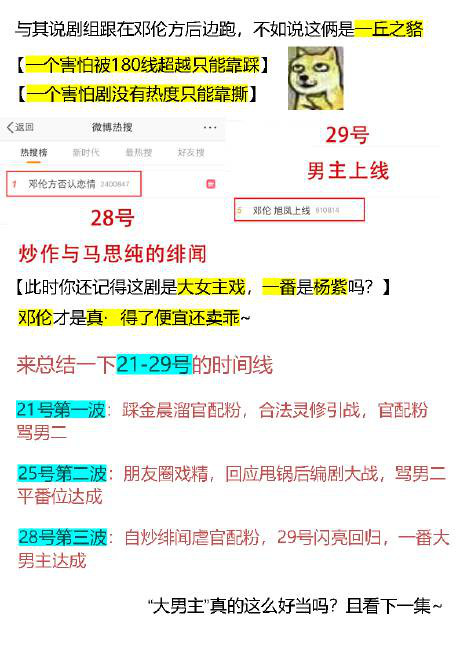 与其说剧组跟在邓伦方后边跑，不如说这俩是一丘之貉
【一个害怕被180线超越只能靠踩】
【一个害怕剧没有热度只能靠撕】
返回
微博热搜
热搜榜
新时代
最热搜
好友搜
1 邓伦方否认恋情 2400847
28号
29号
男主上线
5 邓伦 旭凤上线 610814
炒作与马思纯的绯闻
【此时你还记得这剧是大女主戏，一番是杨紫吗？】
邓伦才是真·得了便宜还卖乖~
来总结一下21-29号的时间线
21号第一波：踩金晨溜官配粉，合法灵修引战，官配粉
骂男二
25号第二波：朋友圈戏精，回应甩锅后编剧大战，骂男二
平番位达成
28号第三波：自炒绯闻虐官配粉，29号闪亮回归，一番大
男主达成
“大男主”真的这么好当吗？且看下一集~